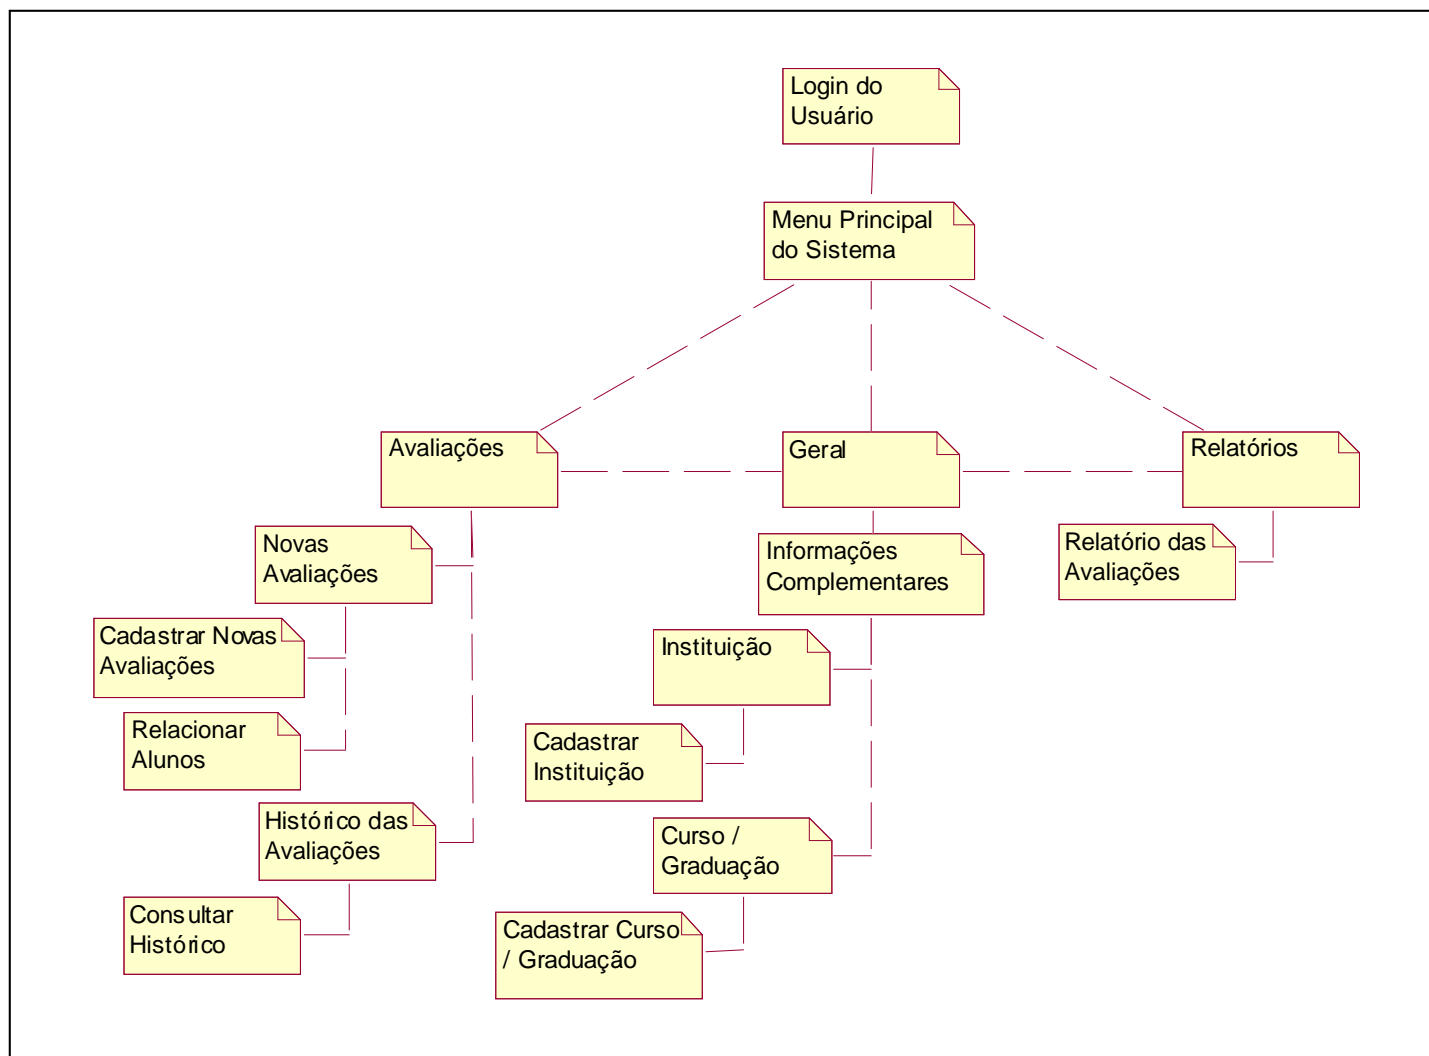 Login do
Usuário
Menu Principal
do Sistema
Avaliações
Geral
Relatórios
Novas
Avaliações
Informações
Complementares
Relatório das
Avaliações
Cadastrar Novas
Avaliações
Instituição
Relacionar
Alunos
Cadastrar
Instituição
Histórico das
Avaliações
Curso /
Graduação
Consultar
Histórico
Cadastrar Curso
/ Graduação